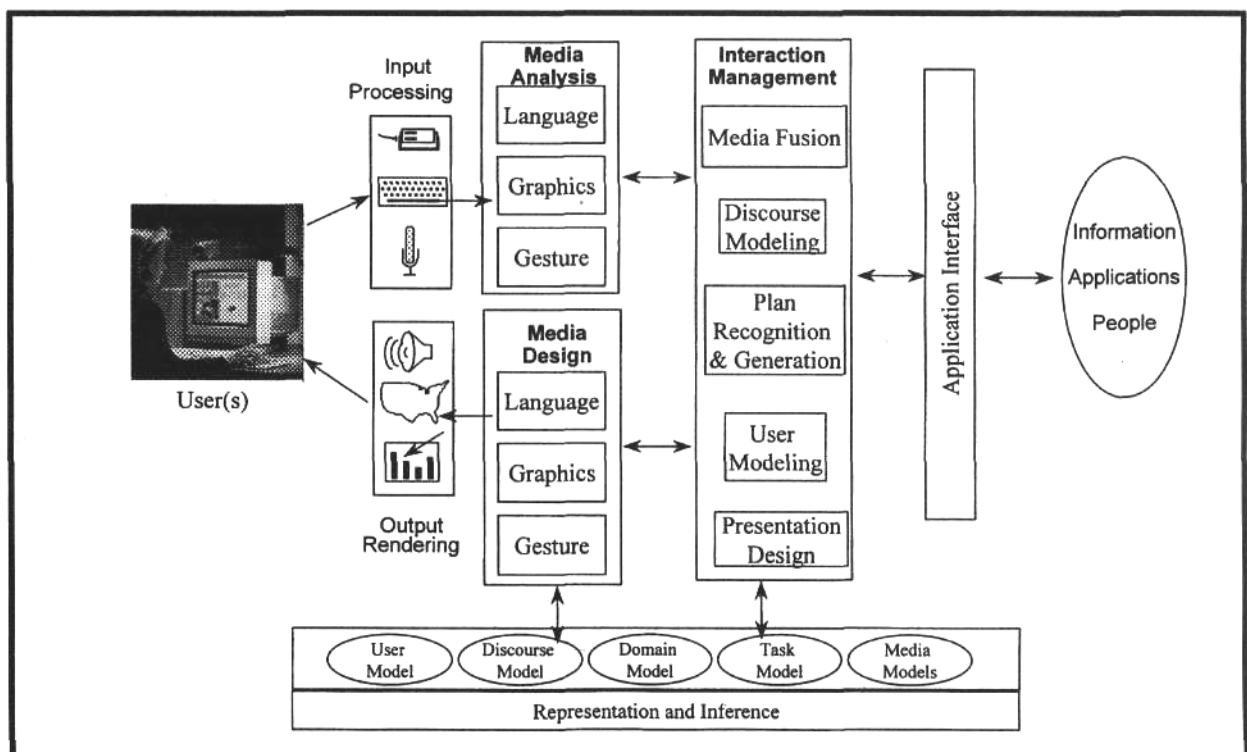 Input
Processing
User(s)
Output
Rendering
Media
Analysis
Language
Graphics
Gesture
Media
Design
Language
Graphics
Gesture
Interaction
Management
Media Fusion
Discourse
Modeling
Plan
Recognition
& Generation
User
Modeling
Presentation
Design
Application Interface
Information
Applications
People
User
Model
Discourse
Model
Domain
Model
Task
Model
Media
Models
Representation and Inference